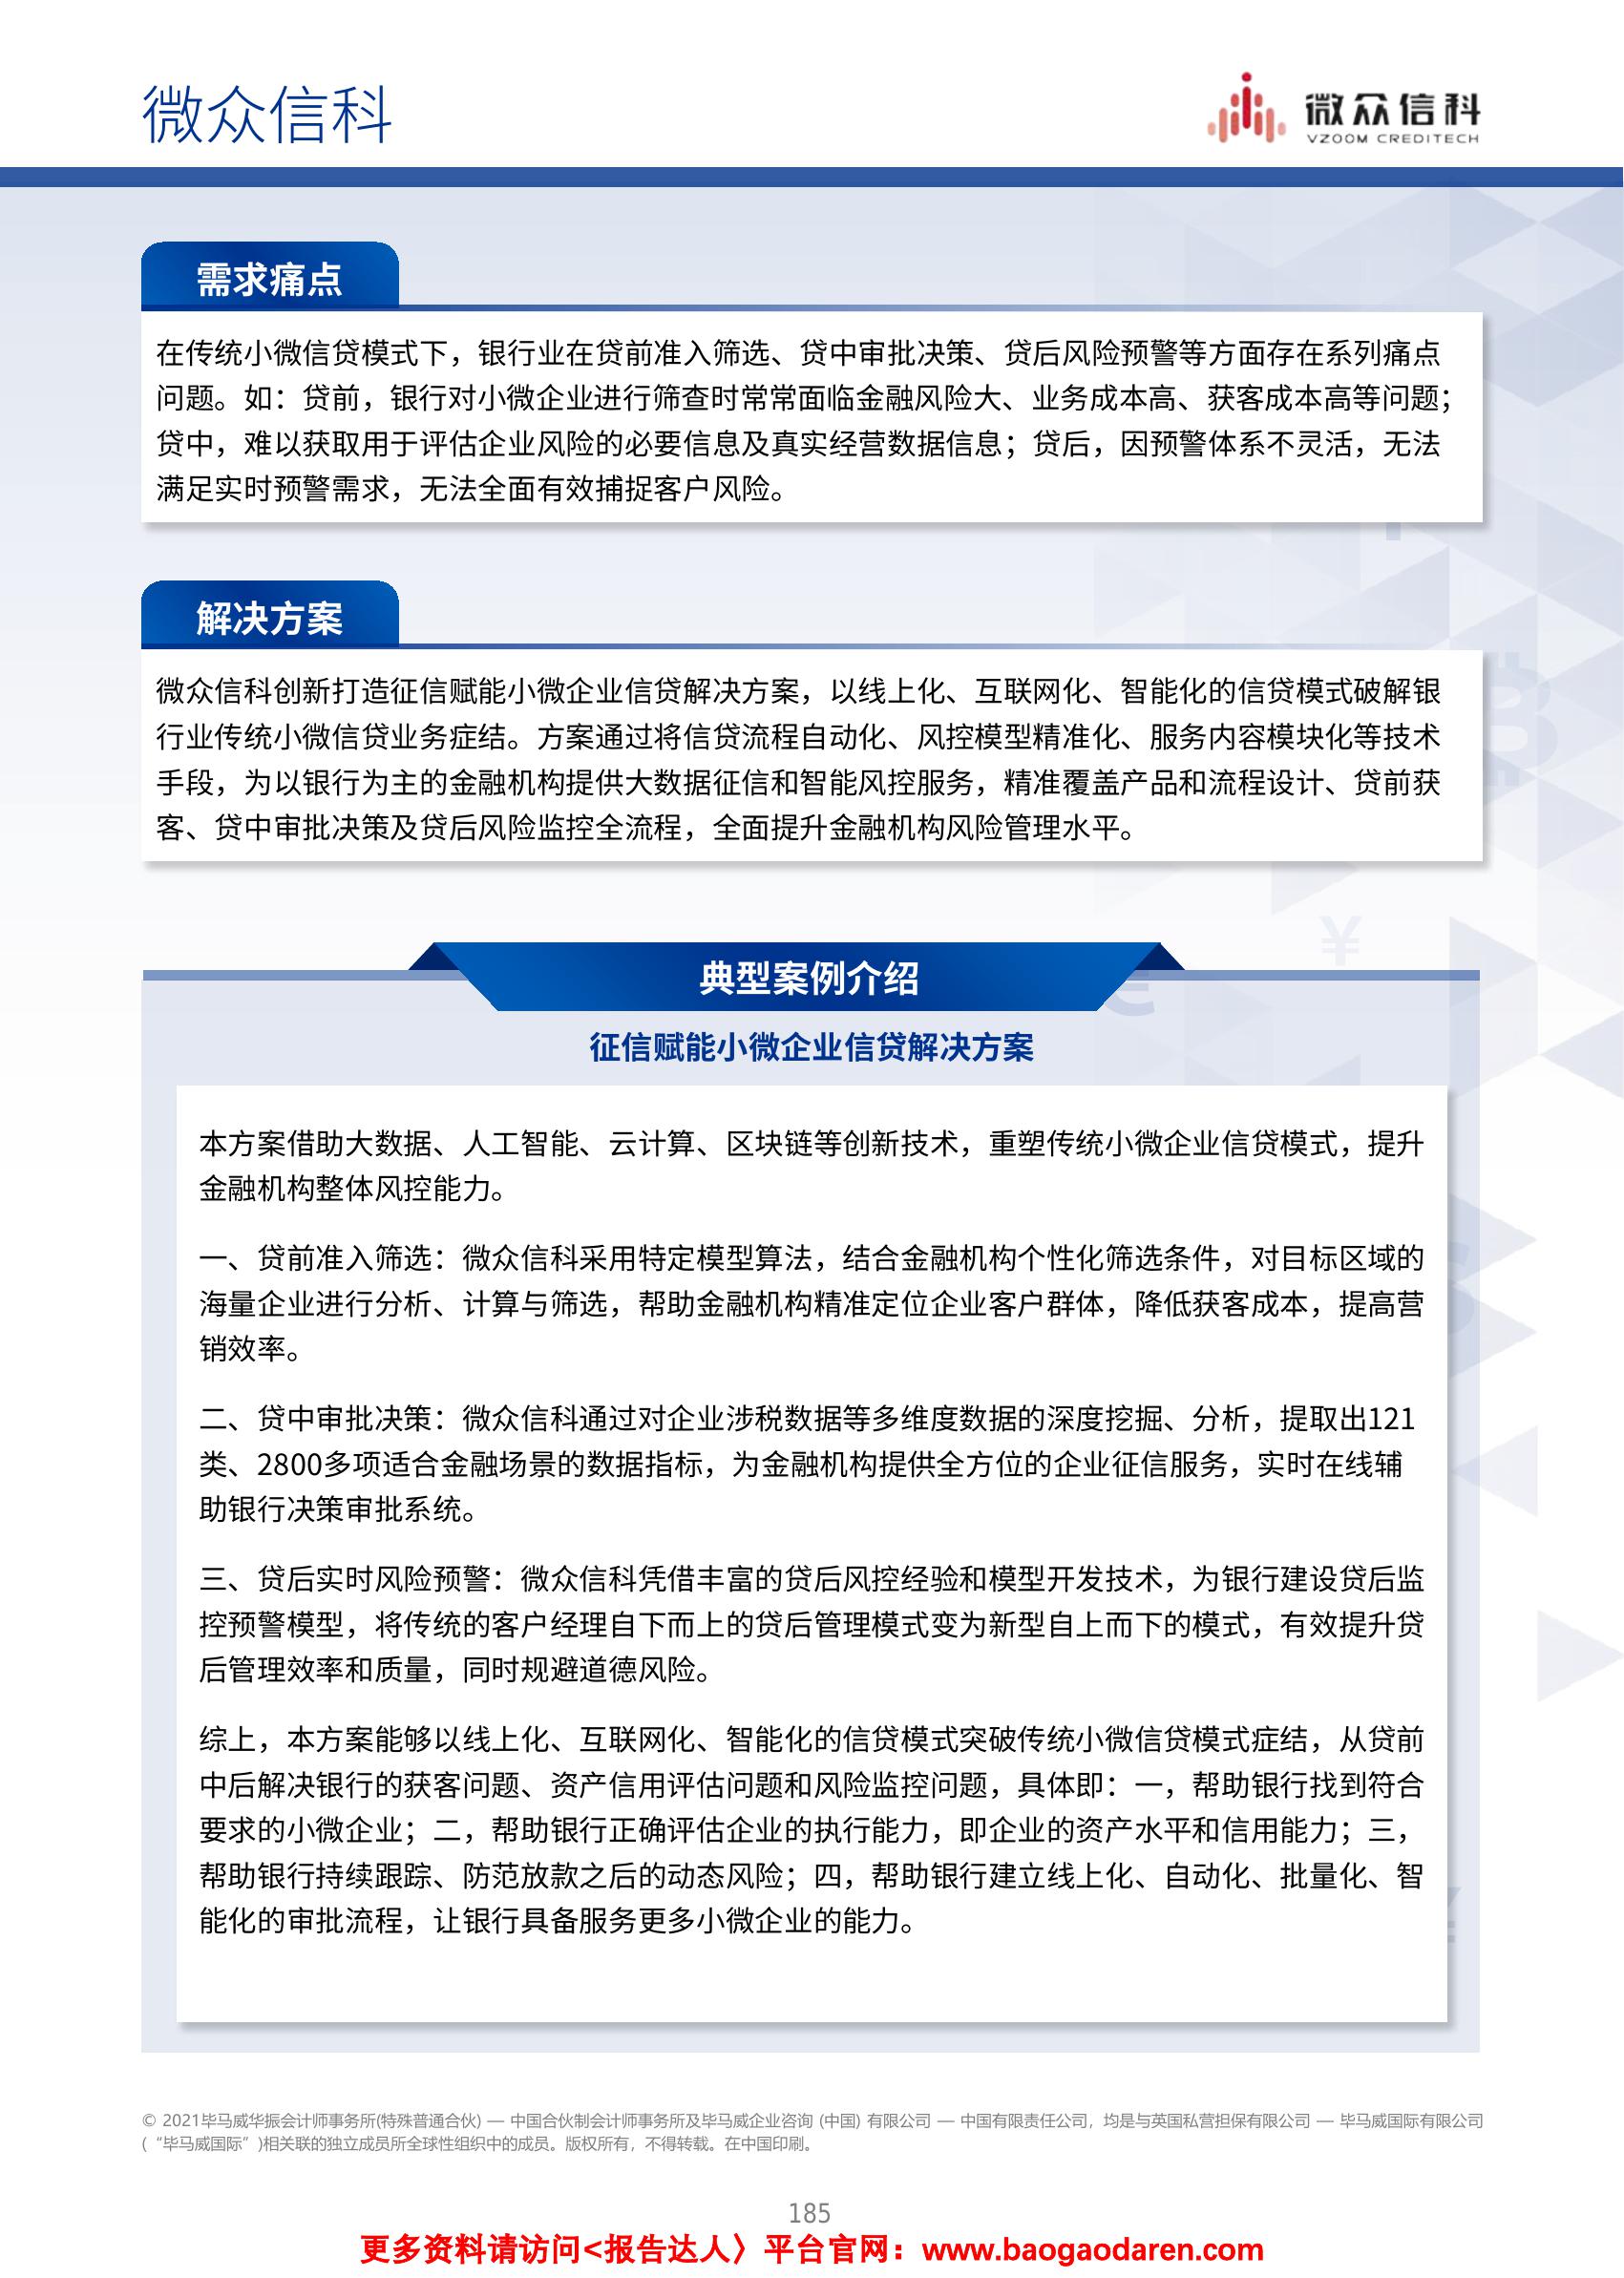 微众信科
微众信科
VZOOM CREDITECH
需求痛点
在传统小微信贷模式下，银行业在贷前准入筛选、贷中审批决策、贷后风险预警等方面存在系列痛点
问题。如：贷前，银行对小微企业进行筛查时常常面临金融风险大、业务成本高、获客成本高等问题；
贷中，难以获取用于评估企业风险的必要信息及真实经营数据信息；贷后，因预警体系不灵活，无法
满足实时预警需求，无法全面有效捕捉客户风险。
解决方案
微众信科创新打造征信赋能小微企业信贷解决方案，以线上化、互联网化、智能化的信贷模式破解银
行业传统小微信贷业务症结。方案通过将信贷流程自动化、风控模型精准化、服务内容模块化等技术
手段，为以银行为主的金融机构提供大数据征信和智能风控服务，精准覆盖产品和流程设计、贷前获
客、贷中审批决策及贷后风险监控全流程，全面提升金融机构风险管理水平。
典型案例介绍
征信赋能小微企业信贷解决方案
本方案借助大数据、人工智能、云计算、区块链等创新技术，重塑传统小微企业信贷模式，提升
金融机构整体风控能力。
一、贷前准入筛选：微众信科采用特定模型算法，结合金融机构个性化筛选条件，对目标区域的
海量企业进行分析、计算与筛选，帮助金融机构精准定位企业客户群体，降低获客成本，提高营
销效率。
二、贷中审批决策：微众信科通过对企业涉税数据等多维度数据的深度挖掘、分析，提取出121
类、2800多项适合金融场景的数据指标，为金融机构提供全方位的企业征信服务，实时在线辅
助银行决策审批系统。
三、贷后实时风险预警：微众信科凭借丰富的贷后风控经验和模型开发技术，为银行建设贷后监
控预警模型，将传统的客户经理自下而上的贷后管理模式变为新型自上而下的模式，有效提升贷
后管理效率和质量，同时规避道德风险。
综上，本方案能够以线上化、互联网化、智能化的信贷模式突破传统小微信贷模式症结，从贷前
中后解决银行的获客问题、资产信用评估问题和风险监控问题，具体即：一，帮助银行找到符合
要求的小微企业；二，帮助银行正确评估企业的执行能力，即企业的资产水平和信用能力；三，
帮助银行持续跟踪、防范放款之后的动态风险；四，帮助银行建立线上化、自动化、批量化、智
能化的审批流程，让银行具备服务更多小微企业的能力。
© 2021毕马威华振会计师事务所(特殊普通合伙) — 中国合伙制会计师事务所及毕马威企业咨询 (中国) 有限公司 — 中国有限责任公司，均是与英国私营担保有限公司 — 毕马威国际有限公司
(“毕马威国际”)相关联的独立成员所全球性组织中的成员。版权所有，不得转载。在中国印刷。
185
更多资料请访问<报告达人〉平台官网：www.baogaodaren.com